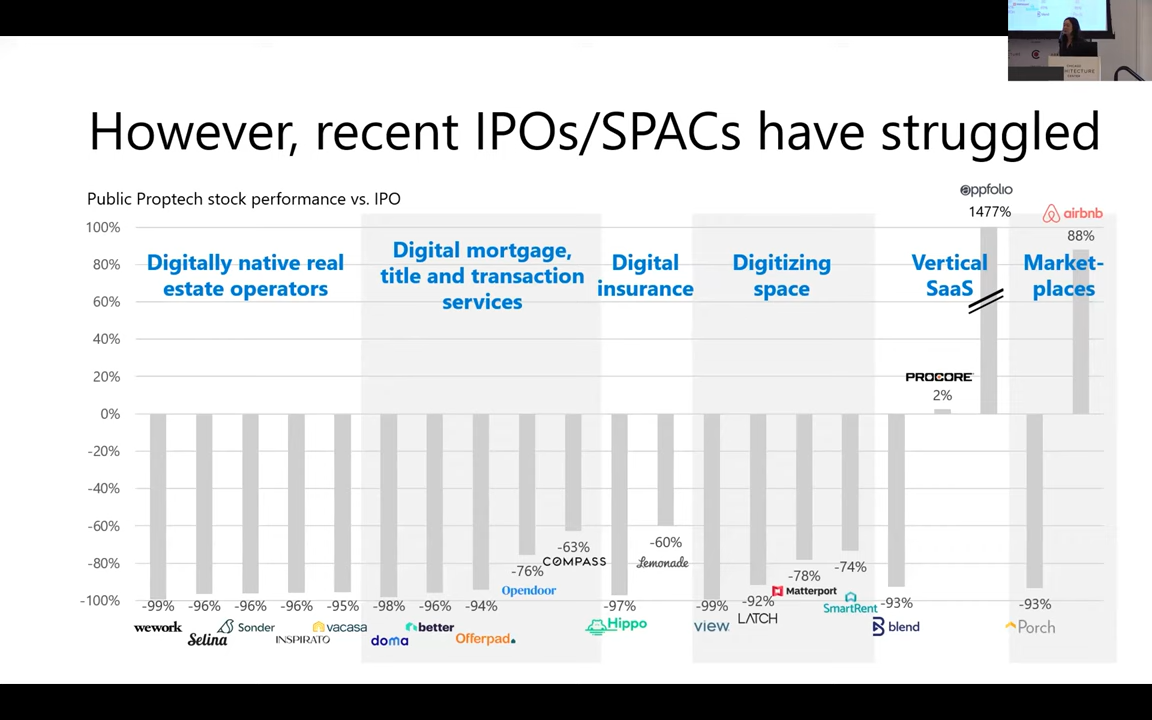 However, recent IPOs/SPACs have struggled
Public Proptech stock performance vs. IPO
appfolio
1477%
airbnb
88%
100%
80%
60%
40%
20%
0%
-20%
-40%
-60%
-80%
-100%
Digitally native real
estate operators
Digital mortgage,
title and transaction
services
Digital
insurance
Digitizing
space
Vertical
SaaS
Market-
places
PROCORE
2%
-99%
wework
-96%
Selina
-96%
Sonder
-96%
INSPIRATO
-95%
vacasa
-98%
doma
-96%
better
-94%
Offerpad.
-76%
Opendoor
-63%
COMPASS
-97%
Hippo
-60%
Lemonade
-99%
view
-92%
LATCH
-78%
Matterport
-74%
SmartRent
-93%
blend
-93%
Porch